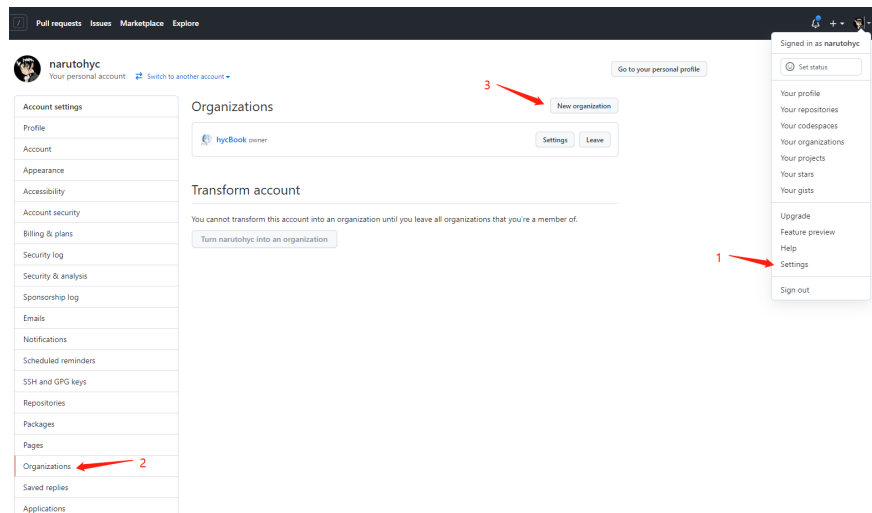 /
Pull requests Issues Marketplace Explore
Signed in as narutohyc
Set status
Your profile
Your repositories
Your codespaces
Your organizations
Your projects
Your stars
Your gists
Upgrade
Feature preview
Help
1
Settings
Sign out
narutohyc
Your personal account Switch to another account
Go to your personal profile
Account settings
Profile
Account
Appearance
Accessibility
Account security
Billing & plans
Security log
Security & analysis
Sponsorship log
Emails
Notifications
Scheduled reminders
SSH and GPG keys
Repositories
Packages
Pages
Organizations
2
Saved replies
Applications
Organizations
3
New organization
hycBook owner
Settings
Leave
Transform account
You cannot transform this account into an organization until you leave all organizations that you're a member of.
Turn narutohyc into an organization